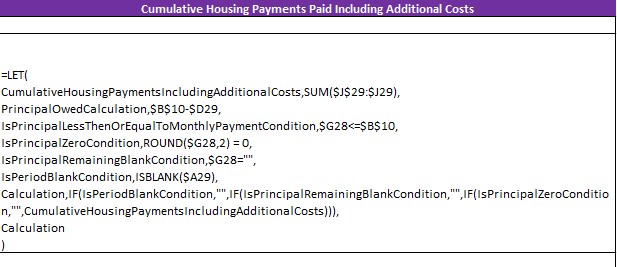 Cumulative Housing Payments Paid Including Additional Costs
=LET(
CumulativeHousingPaymentsIncludingAdditionalCosts,SUM($J$29:$J29),
PrincipalOwedCalculation,$B$10-$D29,
IsPrincipalLessThenOrEqualToMonthlyPaymentCondition,$G28<=$B$10,
IsPrincipalZeroCondition,ROUND($G28,2) = 0,
IsPrincipalRemainingBlankCondition,$G28="",
IsPeriodBlankCondition,ISBLANK($A29),
Calculation,IF(IsPeriodBlankCondition,"",IF(IsPrincipalRemainingBlankCondition,"",IF(IsPrincipalZeroConditio
n,"",CumulativeHousingPaymentsIncludingAdditionalCosts))),
Calculation
)